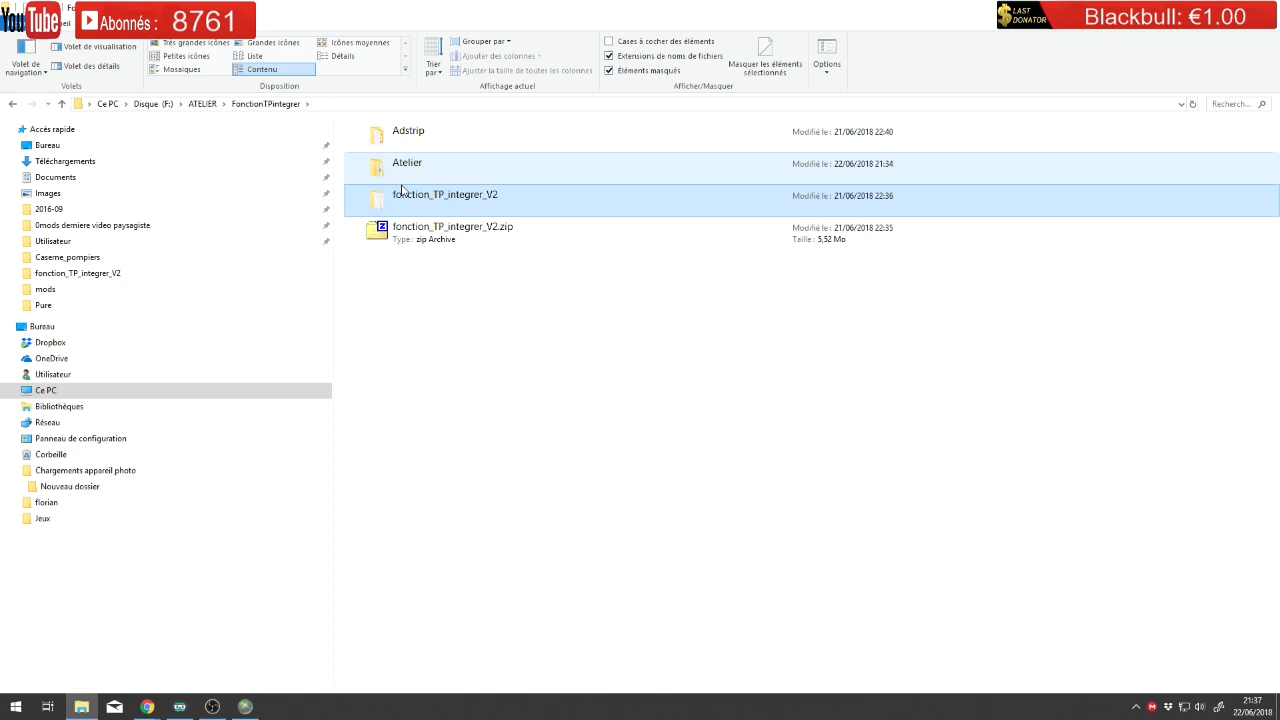 YouTube
Abonnés : 8761
LAST DONATOR
Blackbull: €1.00
Volet de navigation
Volet de visualisation
Volet des détails
Volets
Très grandes icônes
Grandes icônes
Icônes moyennes
Petites icônes
Liste
Détails
Mosaïques
Contenu
Disposition
Trier par
Grouper par
Ajouter des colonnes
Ajuster la taille de toutes les colonnes
Affichage actuel
Cases à cocher des éléments
Extensions de noms de fichiers
Éléments masqués
Masquer les éléments sélectionnés
Afficher/Masquer
Options
Ce PC > Disque (F:) > ATELIER > FonctionTPintegrer >
Recherch...
Accès rapide
Bureau
Téléchargements
Documents
Images
2016-09
0mods derniere video paysagiste
Utilisateur
Caserne_pompiers
fonction_TP_integrer_V2
mods
Pure
Bureau
Dropbox
OneDrive
Utilisateur
Ce PC
Bibliothèques
Réseau
Panneau de configuration
Corbeille
Chargements appareil photo
Nouveau dossier
florian
Jeux
Adstrip
Modifié le : 21/06/2018 22:40
Atelier
Modifié le : 22/06/2018 21:34
fonction_TP_integrer_V2
Modifié le : 21/06/2018 22:36
fonction_TP_integrer_V2.zip
Modifié le : 21/06/2018 22:35
Type : zip Archive
Taille : 5,52 Mo
21:37
22/06/2018